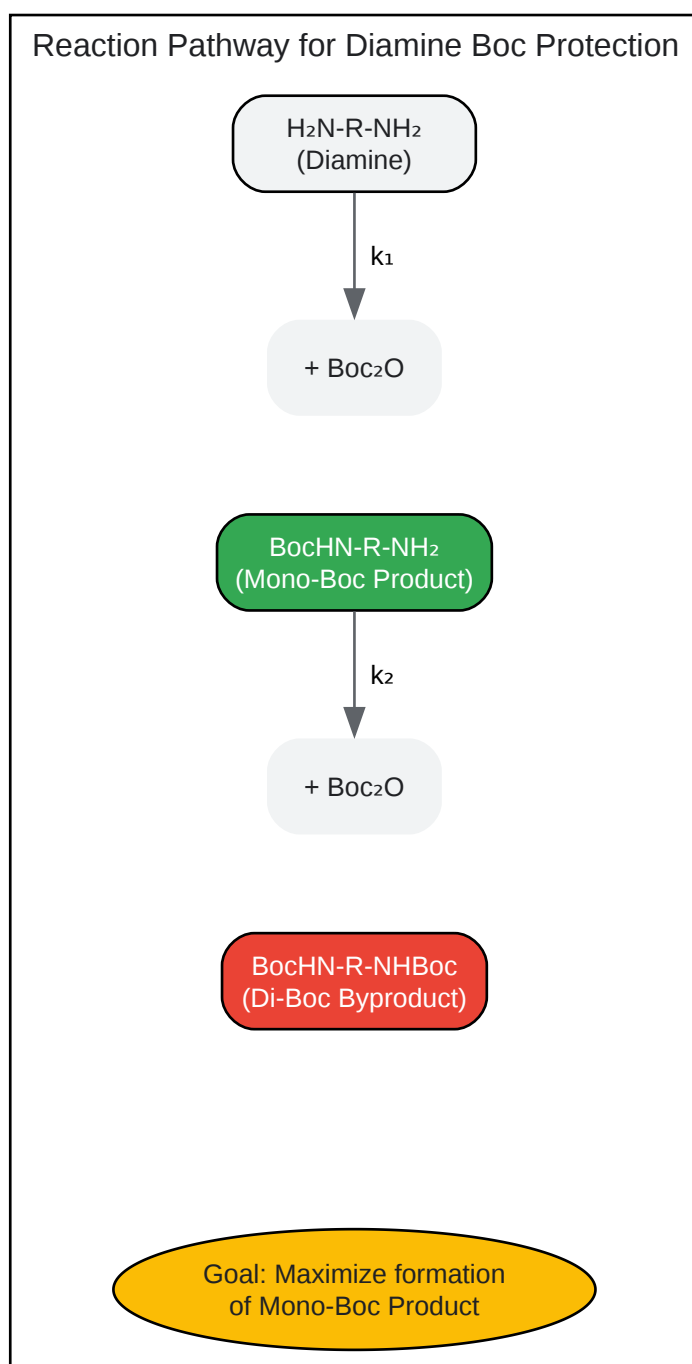 Reaction Pathway for Diamine Boc Protection
H₂N-R-NH₂
(Diamine)
k₁
+ Boc₂O
BocHN-R-NH₂
(Mono-Boc Product)
k₂
+ Boc₂O
BocHN-R-NHBoc
(Di-Boc Byproduct)
Goal: Maximize formation
of Mono-Boc Product